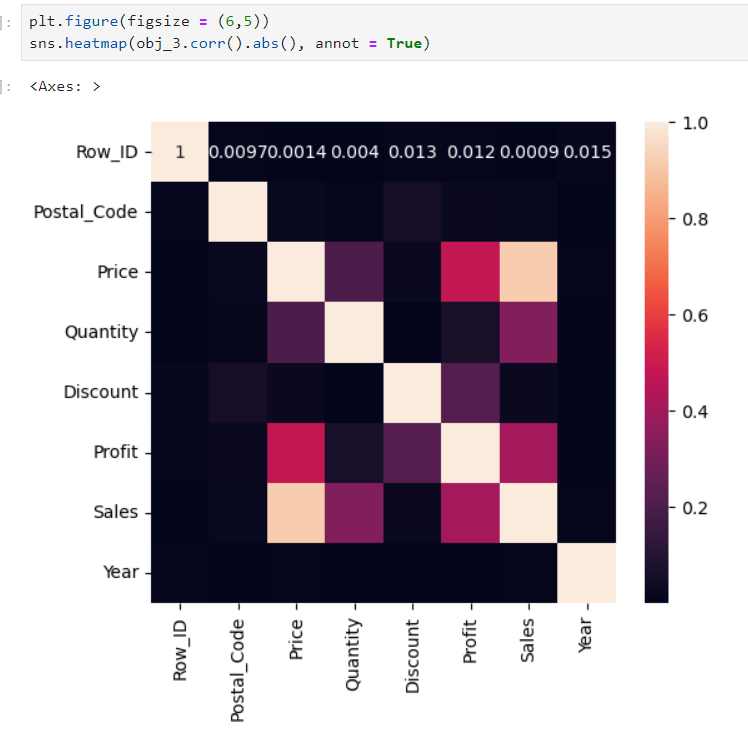 ]:
plt.figure(figsize = (6,5))
sns.heatmap(obj_3.corr().abs(), annot = True)
]:
<Axes: >
Row_ID
1 0.0097 0.0014 0.004 0.013 0.012 0.0009 0.015
Postal_Code
Price
Quantity
Discount
Profit
Sales
Year
1.0
0.8
0.6
0.4
0.2
Row_ID
Postal_Code
Price
Quantity
Discount
Profit
Sales
Year